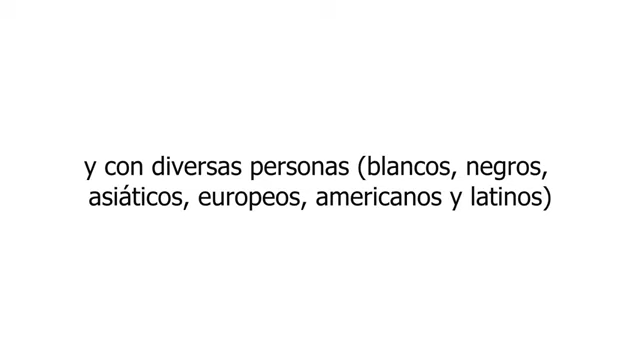 y con diversas personas (blancos, negros,
asiáticos, europeos, americanos y latinos)